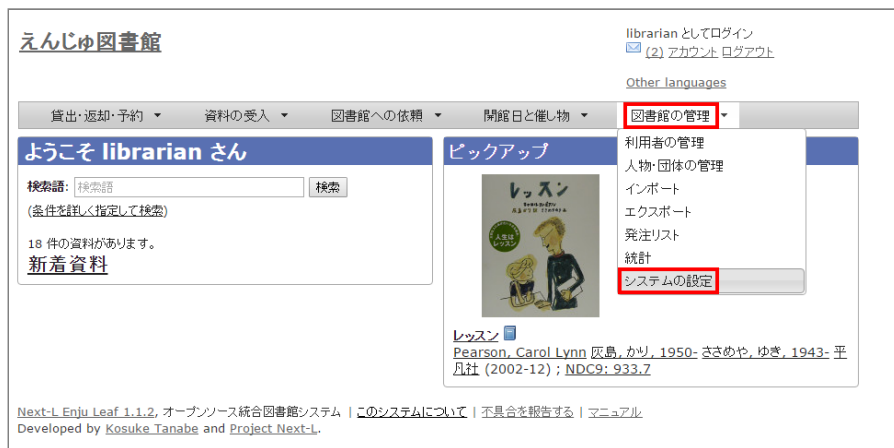 えんじゅ図書館
librarian としてログイン
(2) アカウント ログアウト
Other languages
貸出・返却・予約 ▼ 資料の受入 ▼ 図書館への依頼 ▼ 開館日と催し物 ▼ 図書館の管理 ▼
ようこそ librarian さん
検索語: 検索語 検索
(条件を詳しく指定して検索)
18 件の資料があります。
新着資料
ピックアップ
レッスン
人生は
レッスン
レッスン
Pearson, Carol Lynn 灰島, かり, 1950- ささめや, ゆき, 1943- 平
凡社 (2002-12) ; NDC9: 933.7
利用者の管理
人物・団体の管理
インポート
エクスポート
発注リスト
統計
システムの設定
Next-L Enju Leaf 1.1.2, オープンソース統合図書館システム | このシステムについて | 不具合を報告する | マニュアル
Developed by Kosuke Tanabe and Project Next-L.